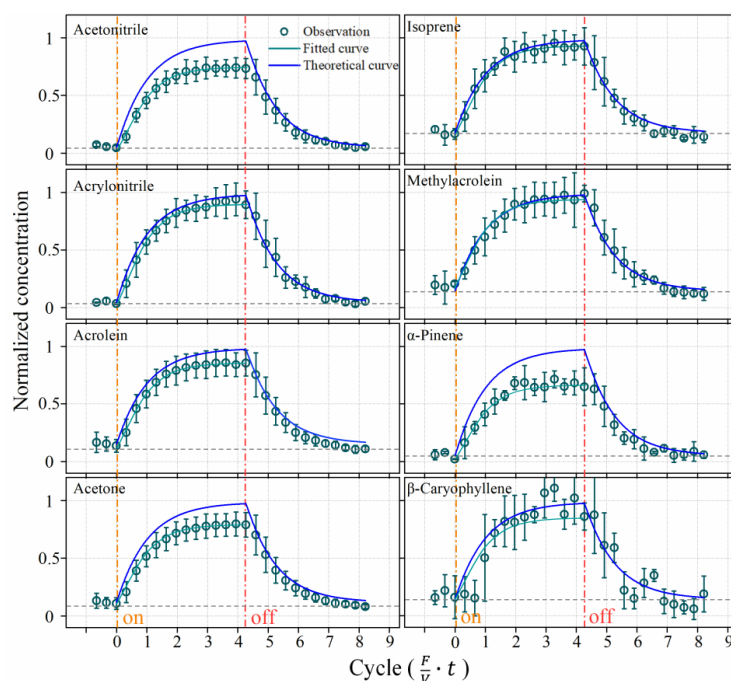 Acetonitrile
Observation
Fitted curve
Theoretical curve
Isoprene
1
0.5
0
Acrylonitrile
Methylacrolein
1
0.5
0
Acrolein
α-Pinene
1
0.5
0
Acetone
β-Caryophyllene
1
0.5
0
on
off
on
off
0 1 2 3 4 5 6 7 8 9
0 1 2 3 4 5 6 7 8 9
Normalized concentration
Cycle (F/V · t)